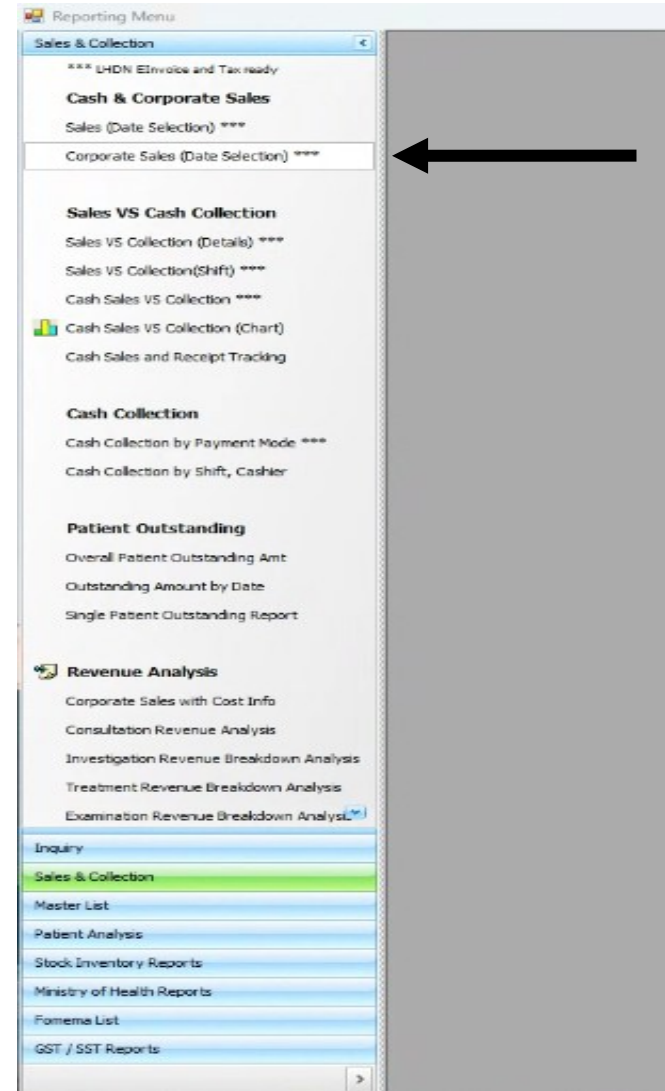 Reporting Menu
Sales & Collection
*** LHDN EInvoice and Tax ready
Cash & Corporate Sales
Sales (Date Selection) ***
Corporate Sales (Date Selection) ***
Sales VS Cash Collection
Sales VS Collection (Details) ***
Sales VS Collection(Shift) ***
Cash Sales VS Collection ***
Cash Sales VS Collection (Chart)
Cash Sales and Receipt Tracking
Cash Collection
Cash Collection by Payment Mode ***
Cash Collection by Shift, Cashier
Patient Outstanding
Overall Patient Outstanding Amt
Outstanding Amount by Date
Single Patient Outstanding Report
Revenue Analysis
Corporate Sales with Cost Info
Consultation Revenue Analysis
Investigation Revenue Breakdown Analysis
Treatment Revenue Breakdown Analysis
Examination Revenue Breakdown Analysis
Inquiry
Sales & Collection
Master List
Patient Analysis
Stock Inventory Reports
Ministry of Health Reports
Fomema List
GST / SST Reports